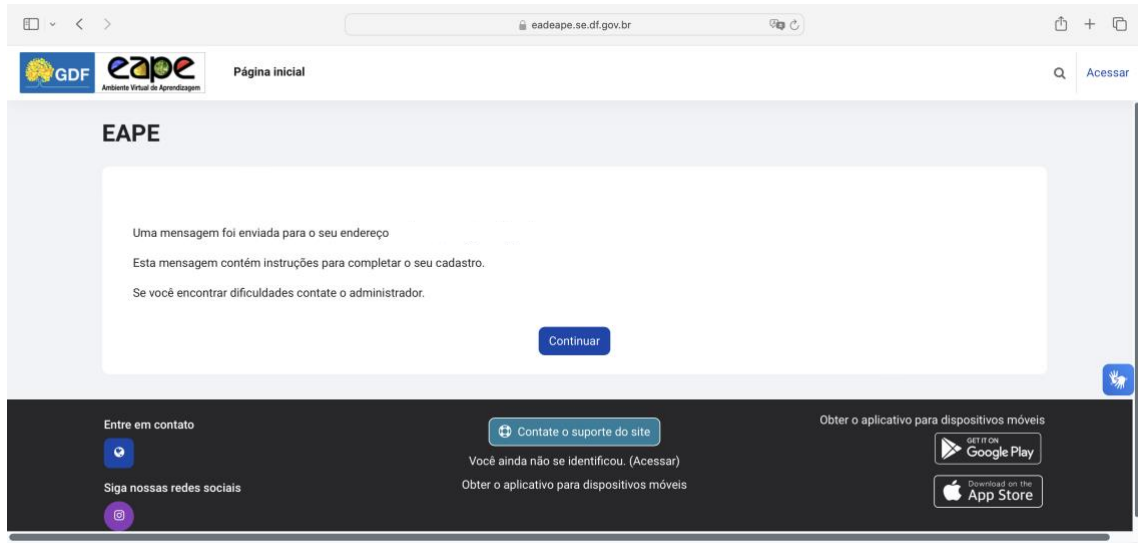 eadeape.se.df.gov.br
GDF
eape
Ambiente Virtual de Aprendizagem
Página inicial
Acessar
EAPE
Uma mensagem foi enviada para o seu endereço
Esta mensagem contém instruções para completar o seu cadastro.
Se você encontrar dificuldades contate o administrador.
Continuar
Entre em contato
Siga nossas redes sociais
Contate o suporte do site
Você ainda não se identificou. (Acessar)
Obter o aplicativo para dispositivos móveis
Obter o aplicativo para dispositivos móveis
GET IT ON
Google Play
Download on the
App Store